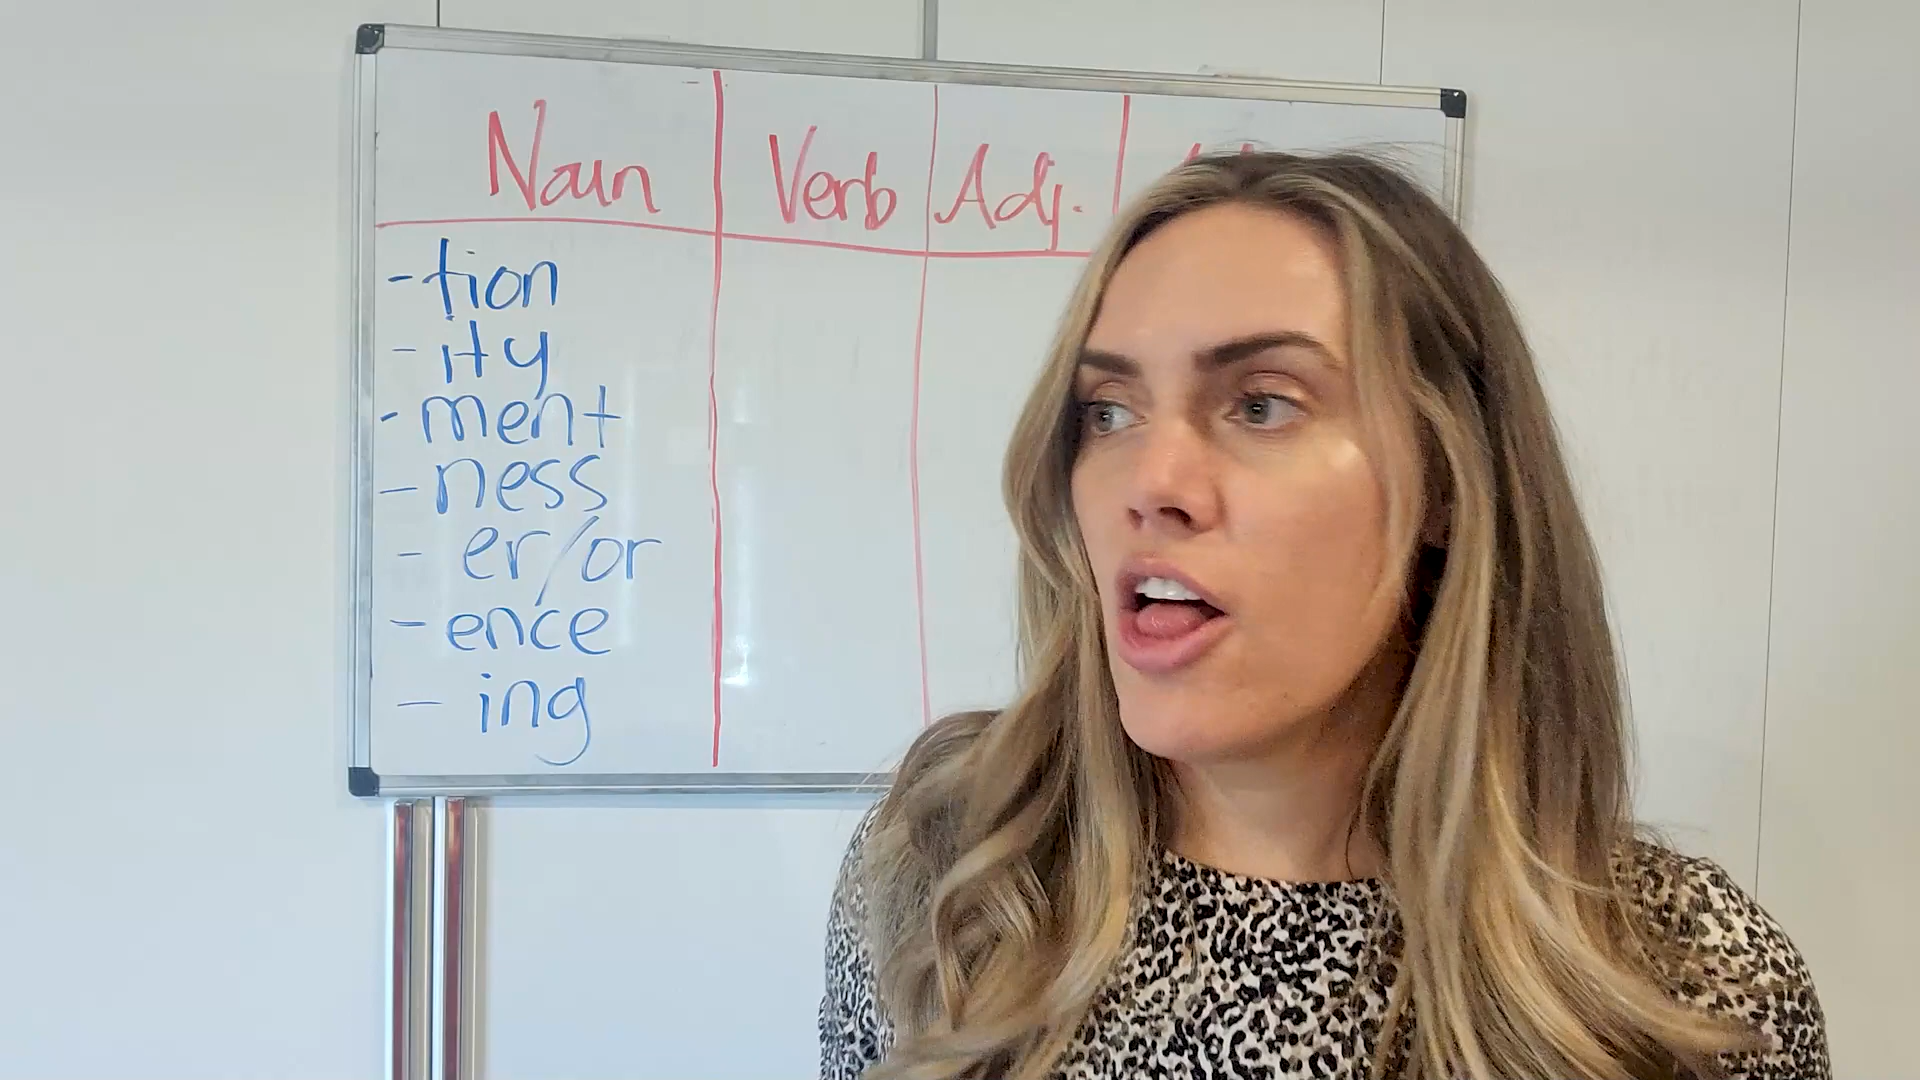 Noun Verb Adj.
-tion
-ity
-ment
-ness
- er/or
- ence
- ing